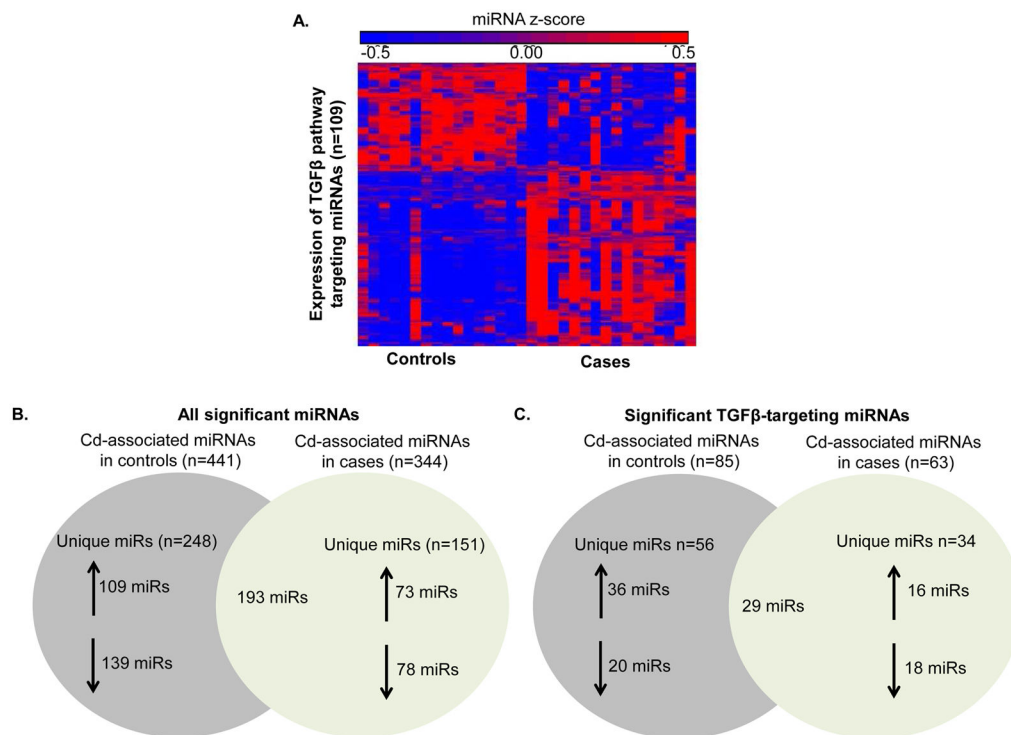 A.
miRNA z-score
-0.5 0.00 0.5
Expression of TGFβ pathway
targeting miRNAs (n=109)
Controls Cases
B.
All significant miRNAs
Cd-associated miRNAs
in controls (n=441)
Cd-associated miRNAs
in cases (n=344)
Unique miRs (n=248)
109 miRs
139 miRs
193 miRs
Unique miRs (n=151)
73 miRs
78 miRs
C.
Significant TGFβ-targeting miRNAs
Cd-associated miRNAs
in controls (n=85)
Cd-associated miRNAs
in cases (n=63)
Unique miRs n=56
36 miRs
20 miRs
29 miRs
Unique miRs n=34
16 miRs
18 miRs